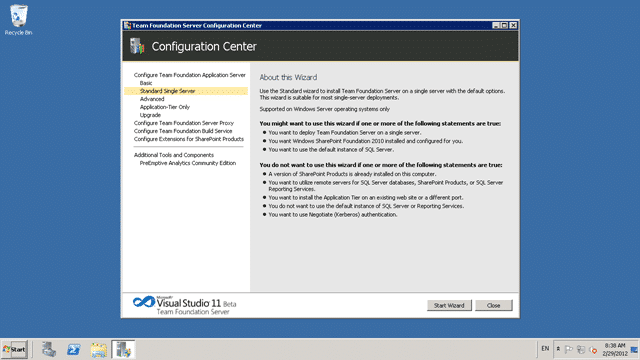 Recycle Bin
Team Foundation Server Configuration Center
Configuration Center
Configure Team Foundation Application Server
Basic
Standard Single Server
Advanced
Application-Tier Only
Upgrade
Configure Team Foundation Server Proxy
Configure Team Foundation Build Service
Configure Extensions for SharePoint Products
Additional Tools and Components
PreEmptive Analytics Community Edition
About this Wizard
Use the Standard wizard to install Team Foundation Server on a single server with the default options.
This wizard is suitable for most single-server deployments.
Supported on Windows Server operating systems only
You might want to use this wizard if one or more of the following statements are true:
● You want to deploy Team Foundation Server on a single server.
● You want Windows SharePoint Foundation 2010 installed and configured for you.
● You want to use the default instance of SQL Server.
You do not want to use this wizard if one or more of the following statements are true:
● A version of SharePoint Products is already installed on this computer.
● You want to utilize remote servers for SQL Server databases, SharePoint Products, or SQL Server
Reporting Services.
● You want to install the Application Tier on an existing web site or a different port.
● You do not want to use the default instance of SQL Server or Reporting Services.
● You want to use Negotiate (Kerberos) authentication.
Microsoft
Visual Studio 11 Beta
Team Foundation Server
Start Wizard
Close
Start
EN
8:38 AM
2/29/2012